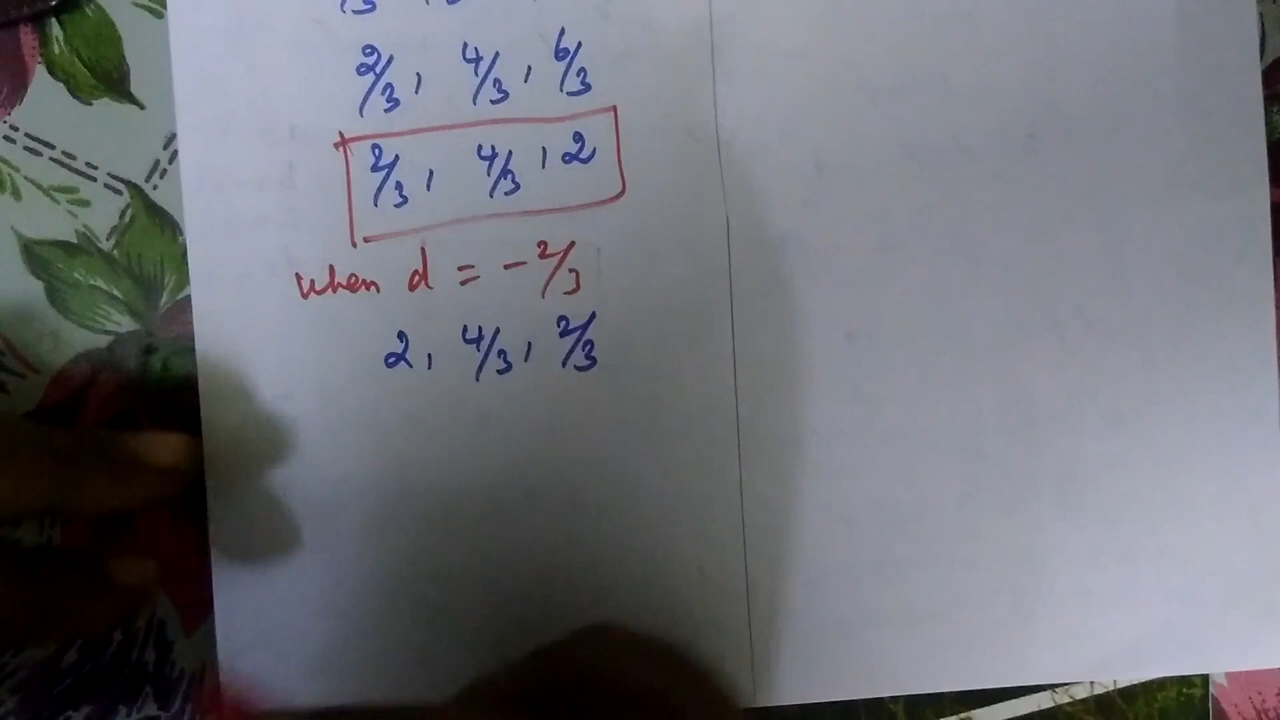 2/3, 4/3, 6/3
2/3, 4/3, 2
when d = -2/3
2, 4/3, 2/3